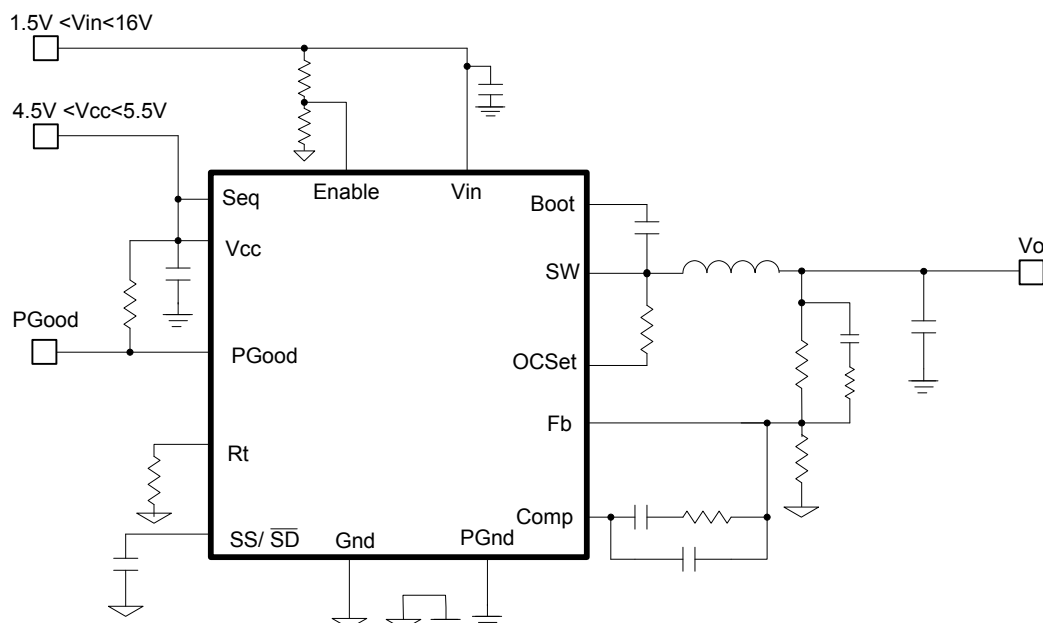 1.5V <Vin<16V
4.5V <Vcc<5.5V
Enable
Vin
Seq
Boot
Vcc
SW
Vo
PGood
PGood
OCSet
Fb
Rt
Comp
SS/ SD
Gnd
PGnd